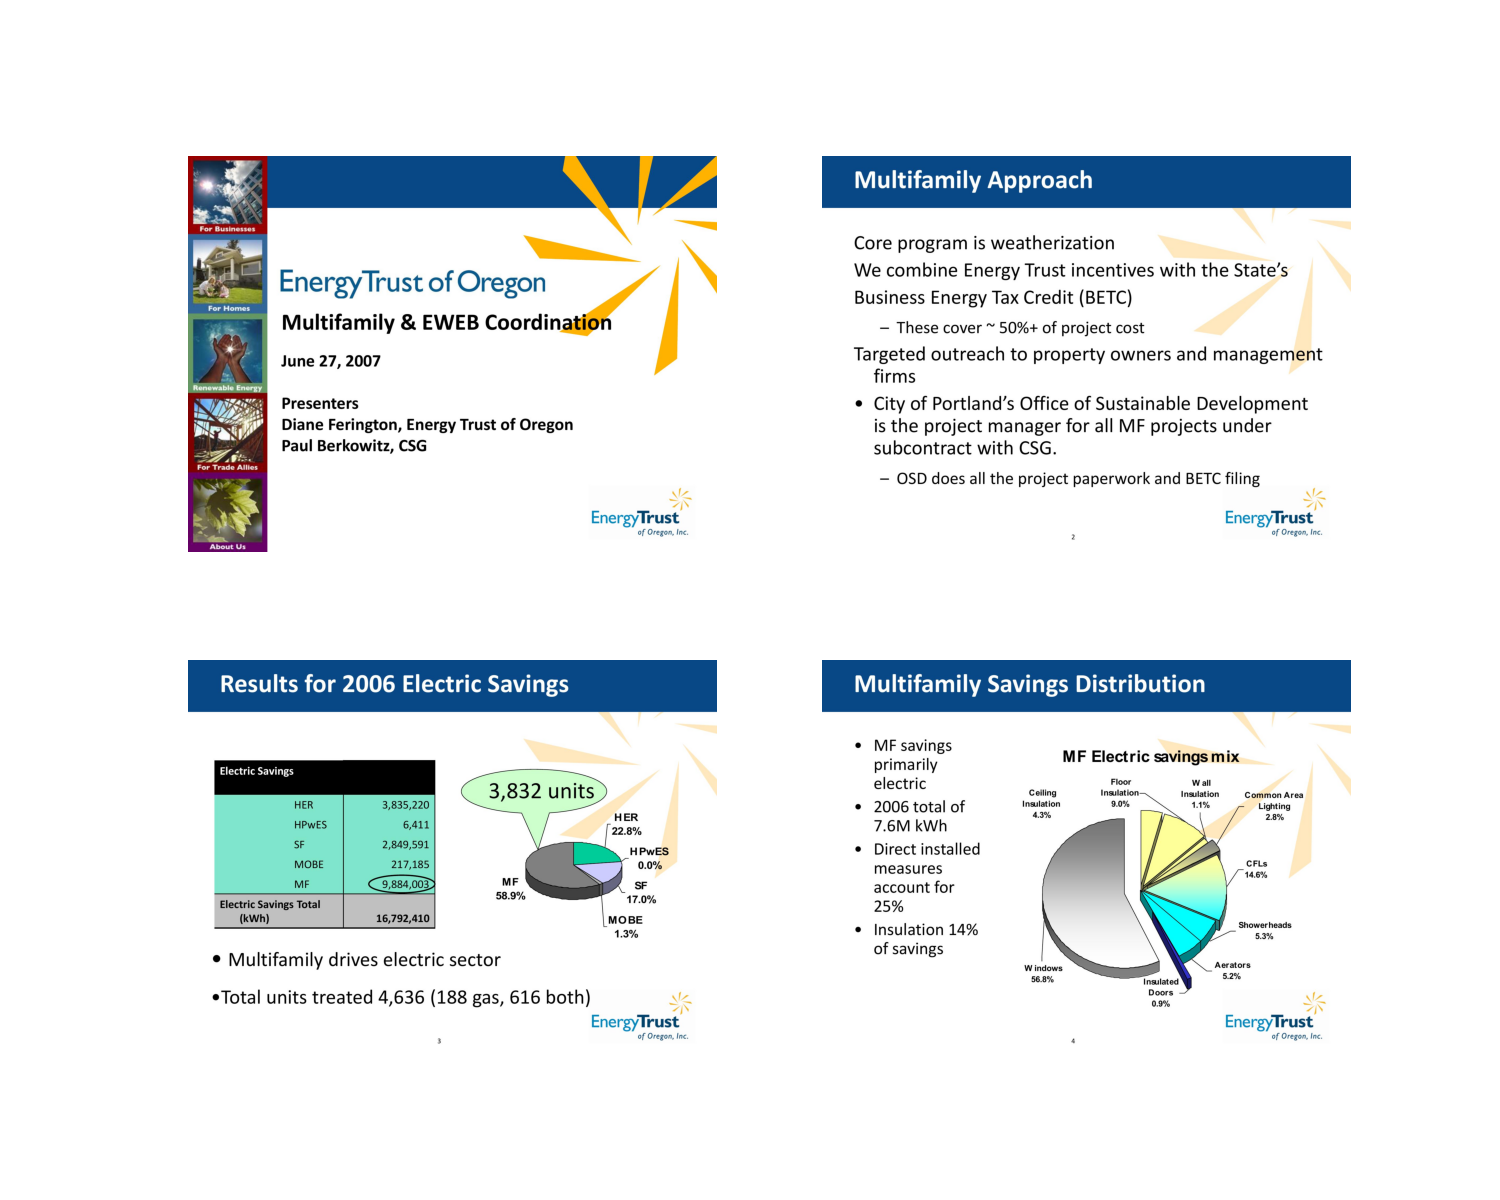 For Businesses
For Homes
Renewable Energy
For Trade Allies
About Us
EnergyTrust of Oregon
Multifamily & EWEB Coordination
June 27, 2007
Presenters
Diane Ferington, Energy Trust of Oregon
Paul Berkowitz, CSG
EnergyTrust
of Oregon, Inc.
Multifamily Approach
Core program is weatherization
We combine Energy Trust incentives with the State’s
Business Energy Tax Credit (BETC)
– These cover ~ 50%+ of project cost
Targeted outreach to property owners and management
firms
• City of Portland’s Office of Sustainable Development
is the project manager for all MF projects under
subcontract with CSG.
– OSD does all the project paperwork and BETC filing
EnergyTrust
of Oregon, Inc.
2
Results for 2006 Electric Savings
Electric Savings
HER 3,835,220
HPwES 6,411
SF 2,849,591
MOBE 217,185
MF 9,884,003
Electric Savings Total
(kWh) 16,792,410
3,832 units
HER
22.8%
HPwES
0.0%
SF
17.0%
MOBE
1.3%
MF
58.9%
• Multifamily drives electric sector
•Total units treated 4,636 (188 gas, 616 both)
EnergyTrust
of Oregon, Inc.
3
Multifamily Savings Distribution
• MF savings
primarily
electric
• 2006 total of
7.6M kWh
• Direct installed
measures
account for
25%
• Insulation 14%
of savings
MF Electric savings mix
Ceiling
Insulation
4.3%
Floor
Insulation
9.0%
Wall
Insulation
1.1%
Common Area
Lighting
2.8%
CFLs
14.6%
Showerheads
5.3%
Aerators
5.2%
Insulated
Doors
0.9%
Windows
56.8%
EnergyTrust
of Oregon, Inc.
4